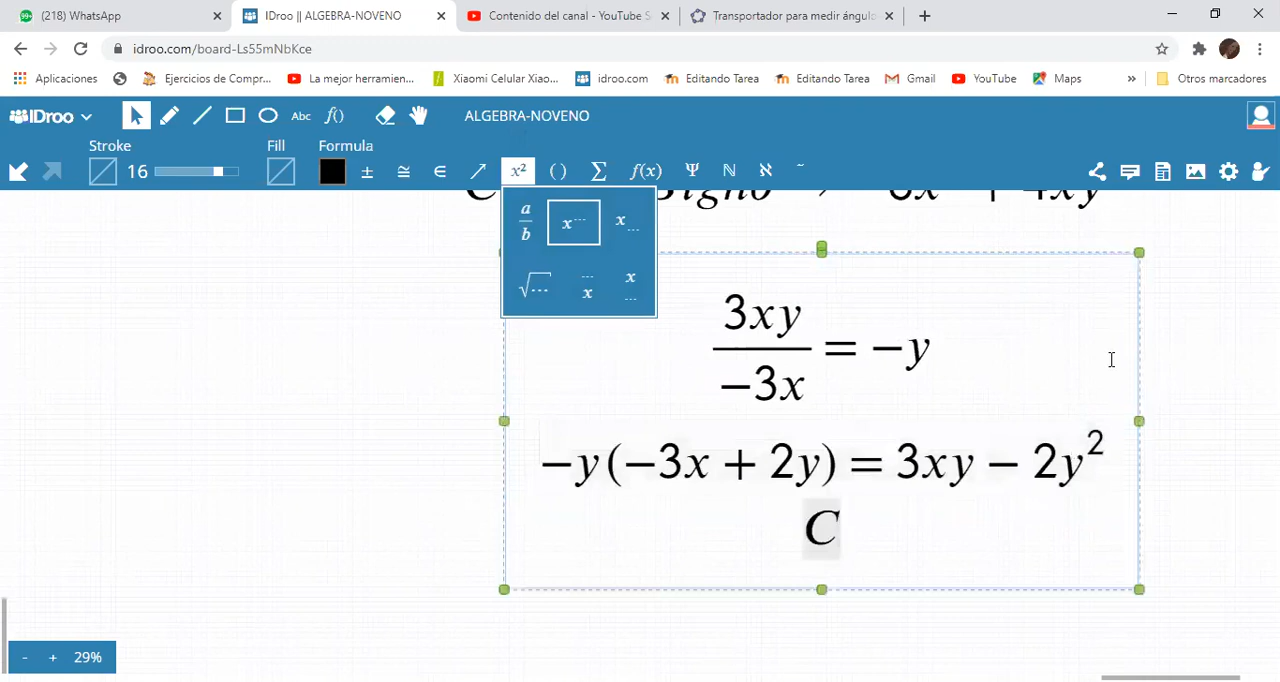 (218) WhatsApp
IDroo || ALGEBRA-NOVENO
Contenido del canal - YouTube S
Transportador para medir ángul
idroo.com/board-Ls55mNbKce
Aplicaciones
Ejercicios de Compr...
La mejor herramien...
Xiaomi Celular Xiao...
idroo.com
Editando Tarea
Editando Tarea
Gmail
YouTube
Maps
»
Otros marcadores
IDroo
Abc
f()
ALGEBRA-NOVENO
Stroke
Fill
Formula
16
± ≅ ∈ x² () ∑ f(x) Ψ ℕ ℵ ~
a/b x... x...
√... ...x x...
3xy/−3x = −y
−y(−3x + 2y) = 3xy − 2y²
C
- + 29%